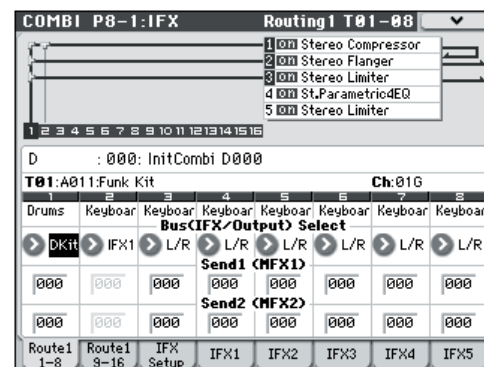 COMBI P8-1:IFX Routing1 T01-08
1 on Stereo Compressor
2 on Stereo Flanger
3 on Stereo Limiter
4 on St.Parametric4EQ
5 on Stereo Limiter
1 2 3 4 5 6 7 8 9 10 11 12 13 14 15 16
D :000: InitCombi D000
T01:A011:Funk Kit Ch:01G
1 2 3 4 5 6 7 8
Drums Keyboar Keyboar Keyboar Keyboar Keyboar Keyboar Keyboar
Bus(IFX/Output) Select
DKit IFX1 L/R L/R L/R L/R L/R L/R
Send1 (MFX1)
000 000 000 000 000 000 000 000
Send2 (MFX2)
000 000 000 000 000 000 000 000
Route1 1-8 Route1 9-16 IFX Setup IFX1 IFX2 IFX3 IFX4 IFX5